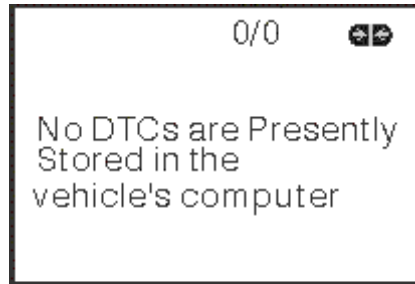 0/0
No DTCs are Presently
Stored in the
vehicle's computer